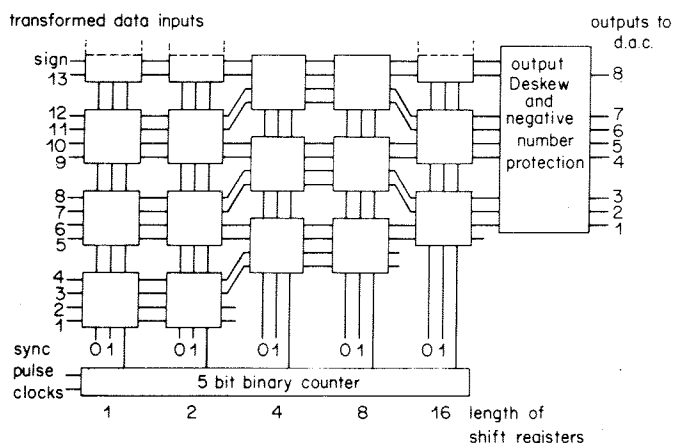 transformed data inputs
outputs to
d.a.c.
sign
13
12
11
10
9
8
7
6
5
4
3
2
1
output
Deskew
and
negative
number
protection
8
7
6
5
4
3
2
1
0 1
0 1
0 1
0 1
0 1
sync
pulse
clocks
5 bit binary counter
1 2 4 8 16
length of
shift registers